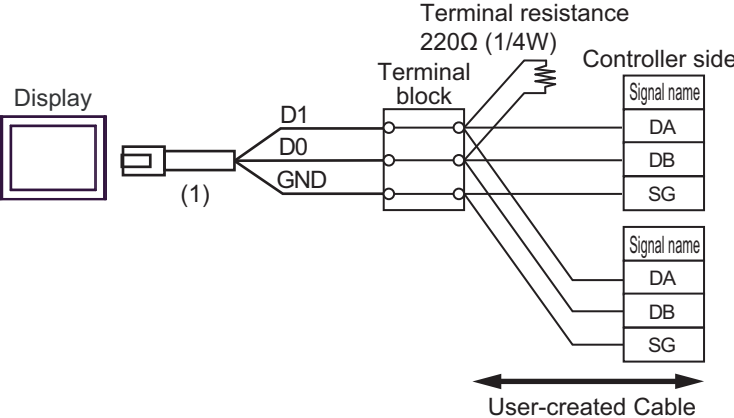 Terminal resistance
220Ω (1/4W)
Controller side
Terminal
block
Display
Signal name
D1
DA
D0
DB
GND
SG
(1)
Signal name
DA
DB
SG
User-created Cable